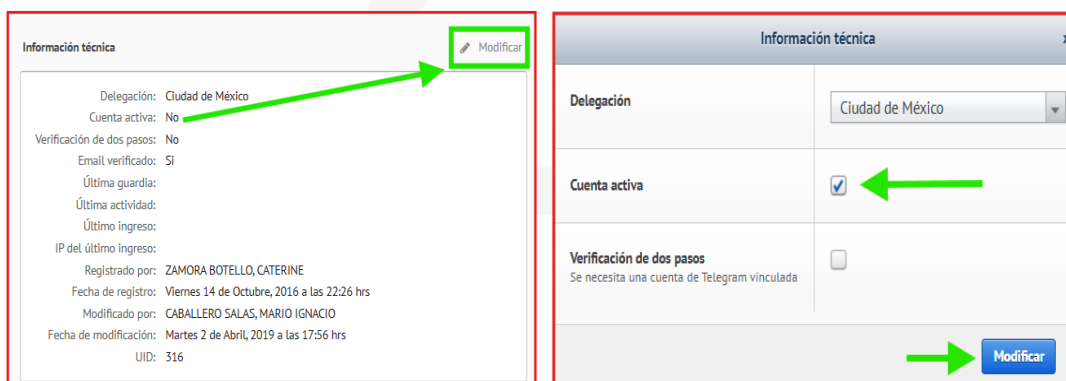 Información técnica
Modificar
Delegación: Ciudad de México
Cuenta activa: No
Verificación de dos pasos: No
Email verificado: Si
Última guardia:
Última actividad:
Último ingreso:
IP del último ingreso:
Registrado por: ZAMORA BOTELLO, CATERINE
Fecha de registro: Viernes 14 de Octubre, 2016 a las 22:26 hrs
Modificado por: CABALLERO SALAS, MARIO IGNACIO
Fecha de modificación: Martes 2 de Abril, 2019 a las 17:56 hrs
UID: 316
Información técnica
Delegación
Ciudad de México
Cuenta activa
Verificación de dos pasos
Se necesita una cuenta de Telegram vinculada
Modificar